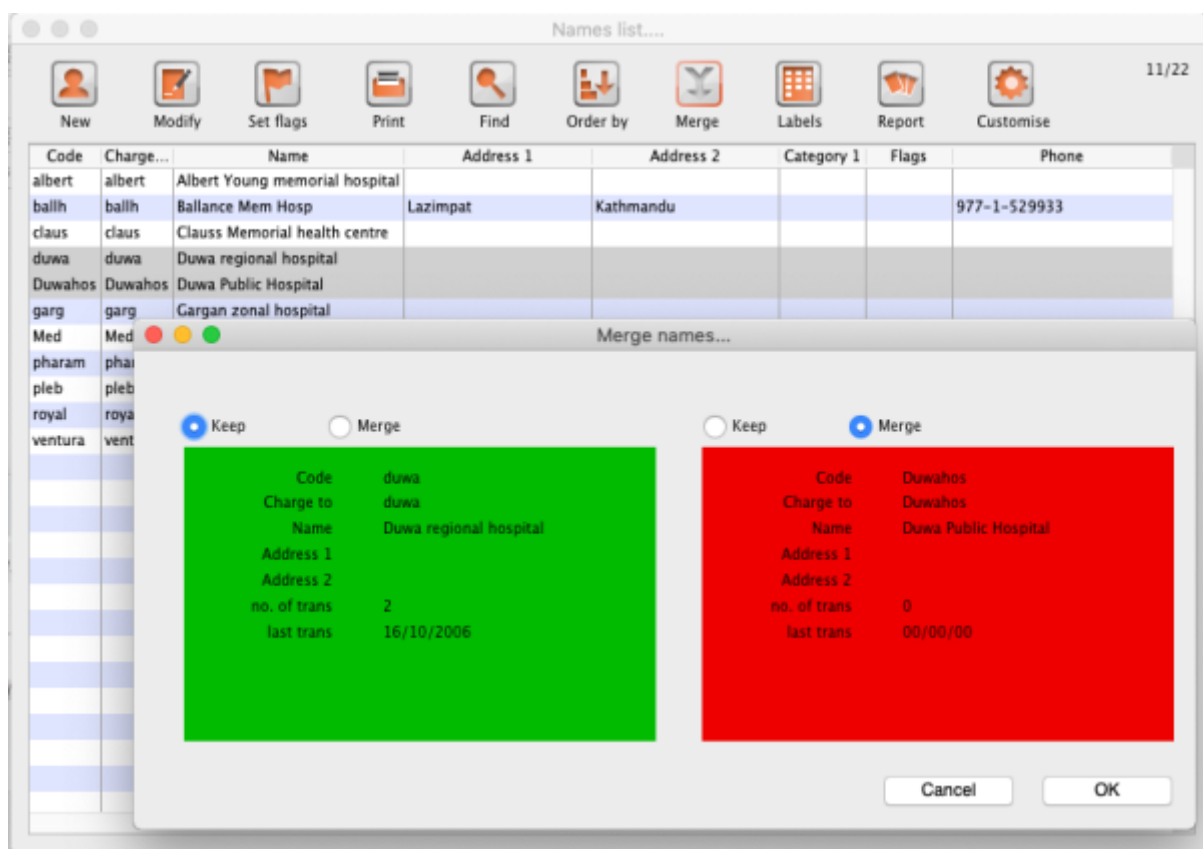 Names list....
New Modify Set flags Print Find Order by Merge Labels Report Customise 11/22
Code Charge... Name Address 1 Address 2 Category 1 Flags Phone
albert albert Albert Young memorial hospital
ballh ballh Ballance Mem Hosp Lazimpat Kathmandu 977-1-529933
claus claus Clauss Memorial health centre
duwa duwa Duwa regional hospital
Duwahos Duwahos Duwa Public Hospital
garg garg Gargan zonal hospital
Med Med
pharam phar
pleb pleb
royal roya
ventura vent
Merge names...
Keep Merge Keep Merge
Code duwa Code Duwahos
Charge to duwa Charge to Duwahos
Name Duwa regional hospital Name Duwa Public Hospital
Address 1 Address 1
Address 2 Address 2
no. of trans 2 no. of trans 0
last trans 16/10/2006 last trans 00/00/00
Cancel OK